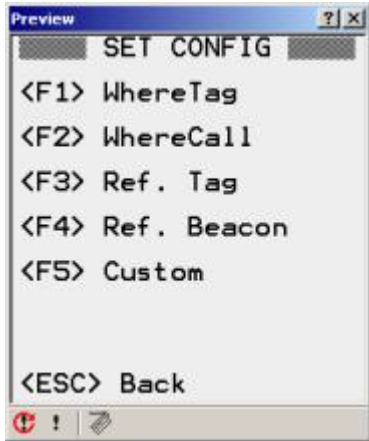 Preview
SET CONFIG
<F1> WhereTag
<F2> WhereCall
<F3> Ref. Tag
<F4> Ref. Beacon
<F5> Custom
<ESC> Back